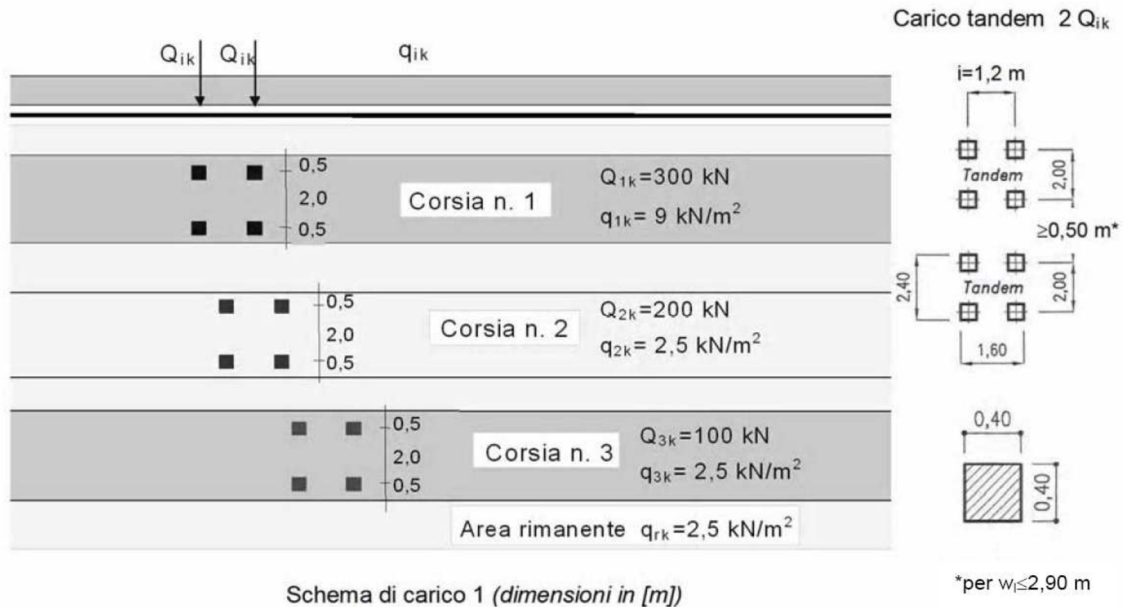 Carico tandem 2 Qik
Qik Qik qik
i=1,2 m
0,5
2,0
0,5
Corsia n. 1
Q1k=300 kN
q1k= 9 kN/m²
Tandem
2,00
≥0,50 m*
0,5
2,0
0,5
Corsia n. 2
Q2k=200 kN
q2k= 2,5 kN/m²
2,40
Tandem
2,00
1,60
0,5
2,0
0,5
Corsia n. 3
Q3k=100 kN
q3k= 2,5 kN/m²
0,40
0,40
Area rimanente qrk=2,5 kN/m²
Schema di carico 1 (dimensioni in [m])
*per wl≤2,90 m